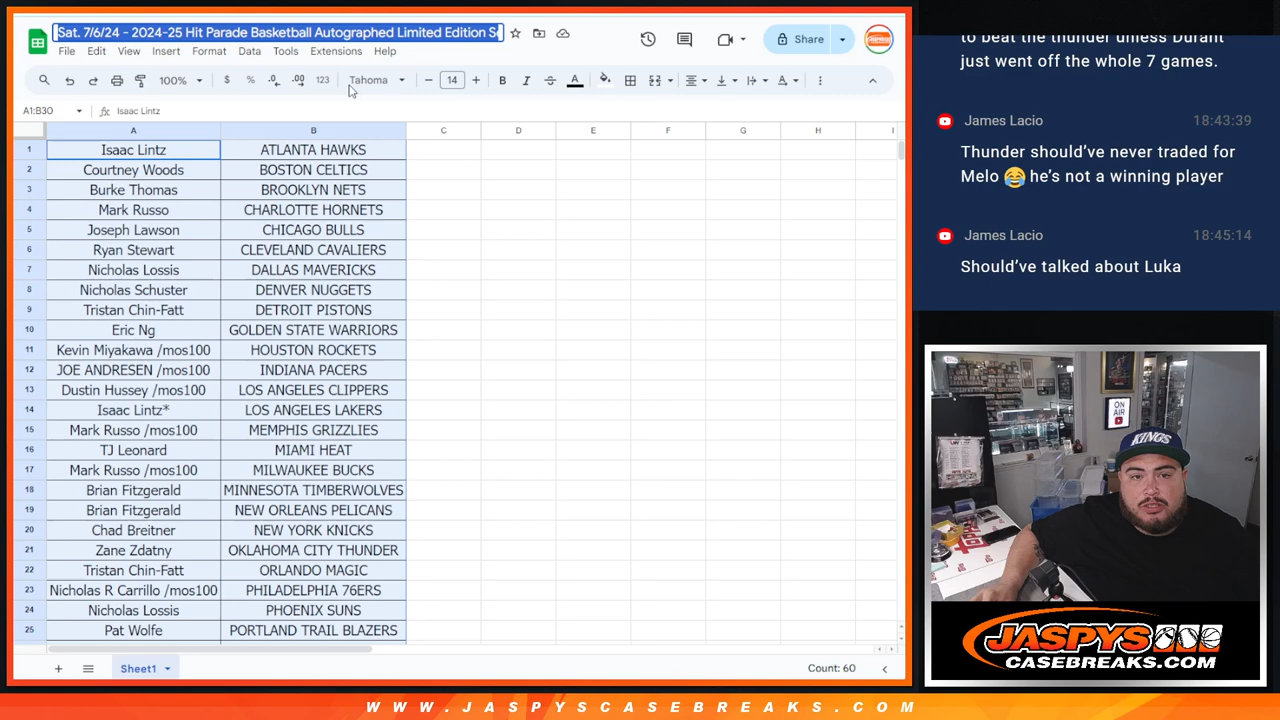 Sat. 7/6/24 - 2024-25 Hit Parade Basketball Autographed Limited Edition S
File Edit View Insert Format Data Tools Extensions Help
Share
100% $ % .0 .00 123 Tahoma 14
A1:B30 fx Isaac Lintz
A B C D E F G H I
1 Isaac Lintz ATLANTA HAWKS
2 Courtney Woods BOSTON CELTICS
3 Burke Thomas BROOKLYN NETS
4 Mark Russo CHARLOTTE HORNETS
5 Joseph Lawson CHICAGO BULLS
6 Ryan Stewart CLEVELAND CAVALIERS
7 Nicholas Lossis DALLAS MAVERICKS
8 Nicholas Schuster DENVER NUGGETS
9 Tristan Chin-Fatt DETROIT PISTONS
10 Eric Ng GOLDEN STATE WARRIORS
11 Kevin Miyakawa /mos100 HOUSTON ROCKETS
12 JOE ANDRESEN /mos100 INDIANA PACERS
13 Dustin Hussey /mos100 LOS ANGELES CLIPPERS
14 Isaac Lintz* LOS ANGELES LAKERS
15 Mark Russo /mos100 MEMPHIS GRIZZLIES
16 TJ Leonard MIAMI HEAT
17 Mark Russo /mos100 MILWAUKEE BUCKS
18 Brian Fitzgerald MINNESOTA TIMBERWOLVES
19 Brian Fitzgerald NEW ORLEANS PELICANS
20 Chad Breitner NEW YORK KNICKS
21 Zane Zdatny OKLAHOMA CITY THUNDER
22 Tristan Chin-Fatt ORLANDO MAGIC
23 Nicholas R Carrillo /mos100 PHILADELPHIA 76ERS
24 Nicholas Lossis PHOENIX SUNS
25 Pat Wolfe PORTLAND TRAIL BLAZERS
Sheet1
Count: 60
to beat the thunder unless Durant
just went off the whole 7 games.
James Lacio 18:43:39
Thunder should've never traded for
Melo 😂 he's not a winning player
James Lacio 18:45:14
Should've talked about Luka
ON
AIR
KINGS
JASPYS
CASEBREAKS.COM
WWW.JASPYSCASEBREAKS.COM